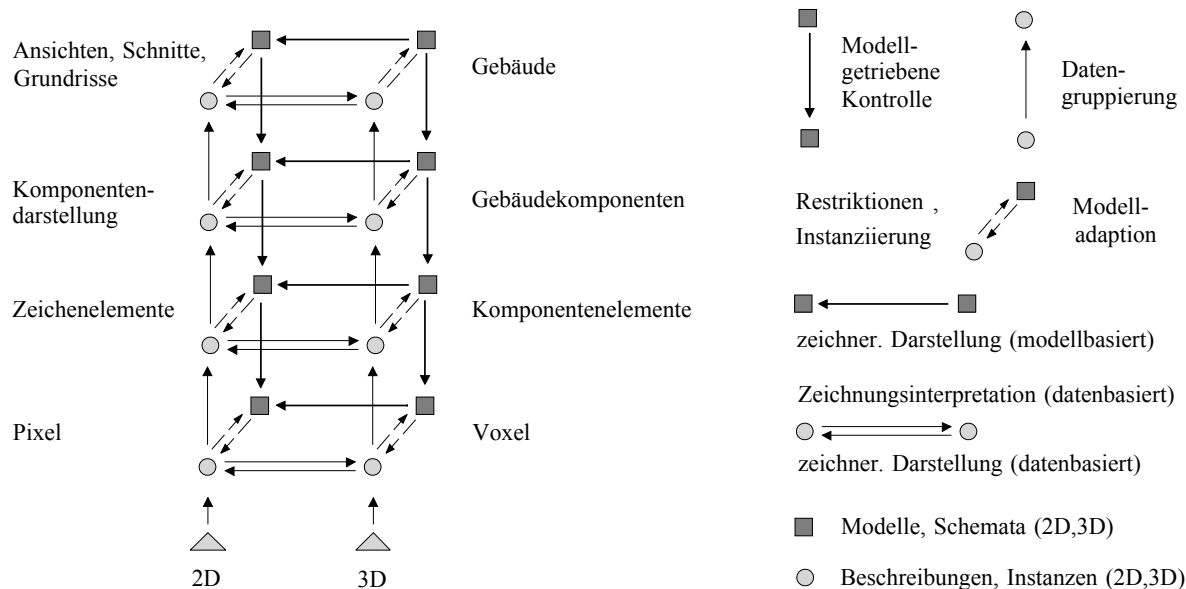 Ansichten, Schnitte,
Grundrisse
Gebäude
Komponenten-
darstellung
Gebäudekomponenten
Zeichenelemente
Komponentenelemente
Pixel
Voxel
2D
3D
Modell-
getriebene
Kontrolle
Daten-
gruppierung
Restriktionen ,
Instanziierung
Modell-
adaption
zeichner. Darstellung (modellbasiert)
Zeichnungsinterpretation (datenbasiert)
zeichner. Darstellung (datenbasiert)
Modelle, Schemata (2D,3D)
Beschreibungen, Instanzen (2D,3D)